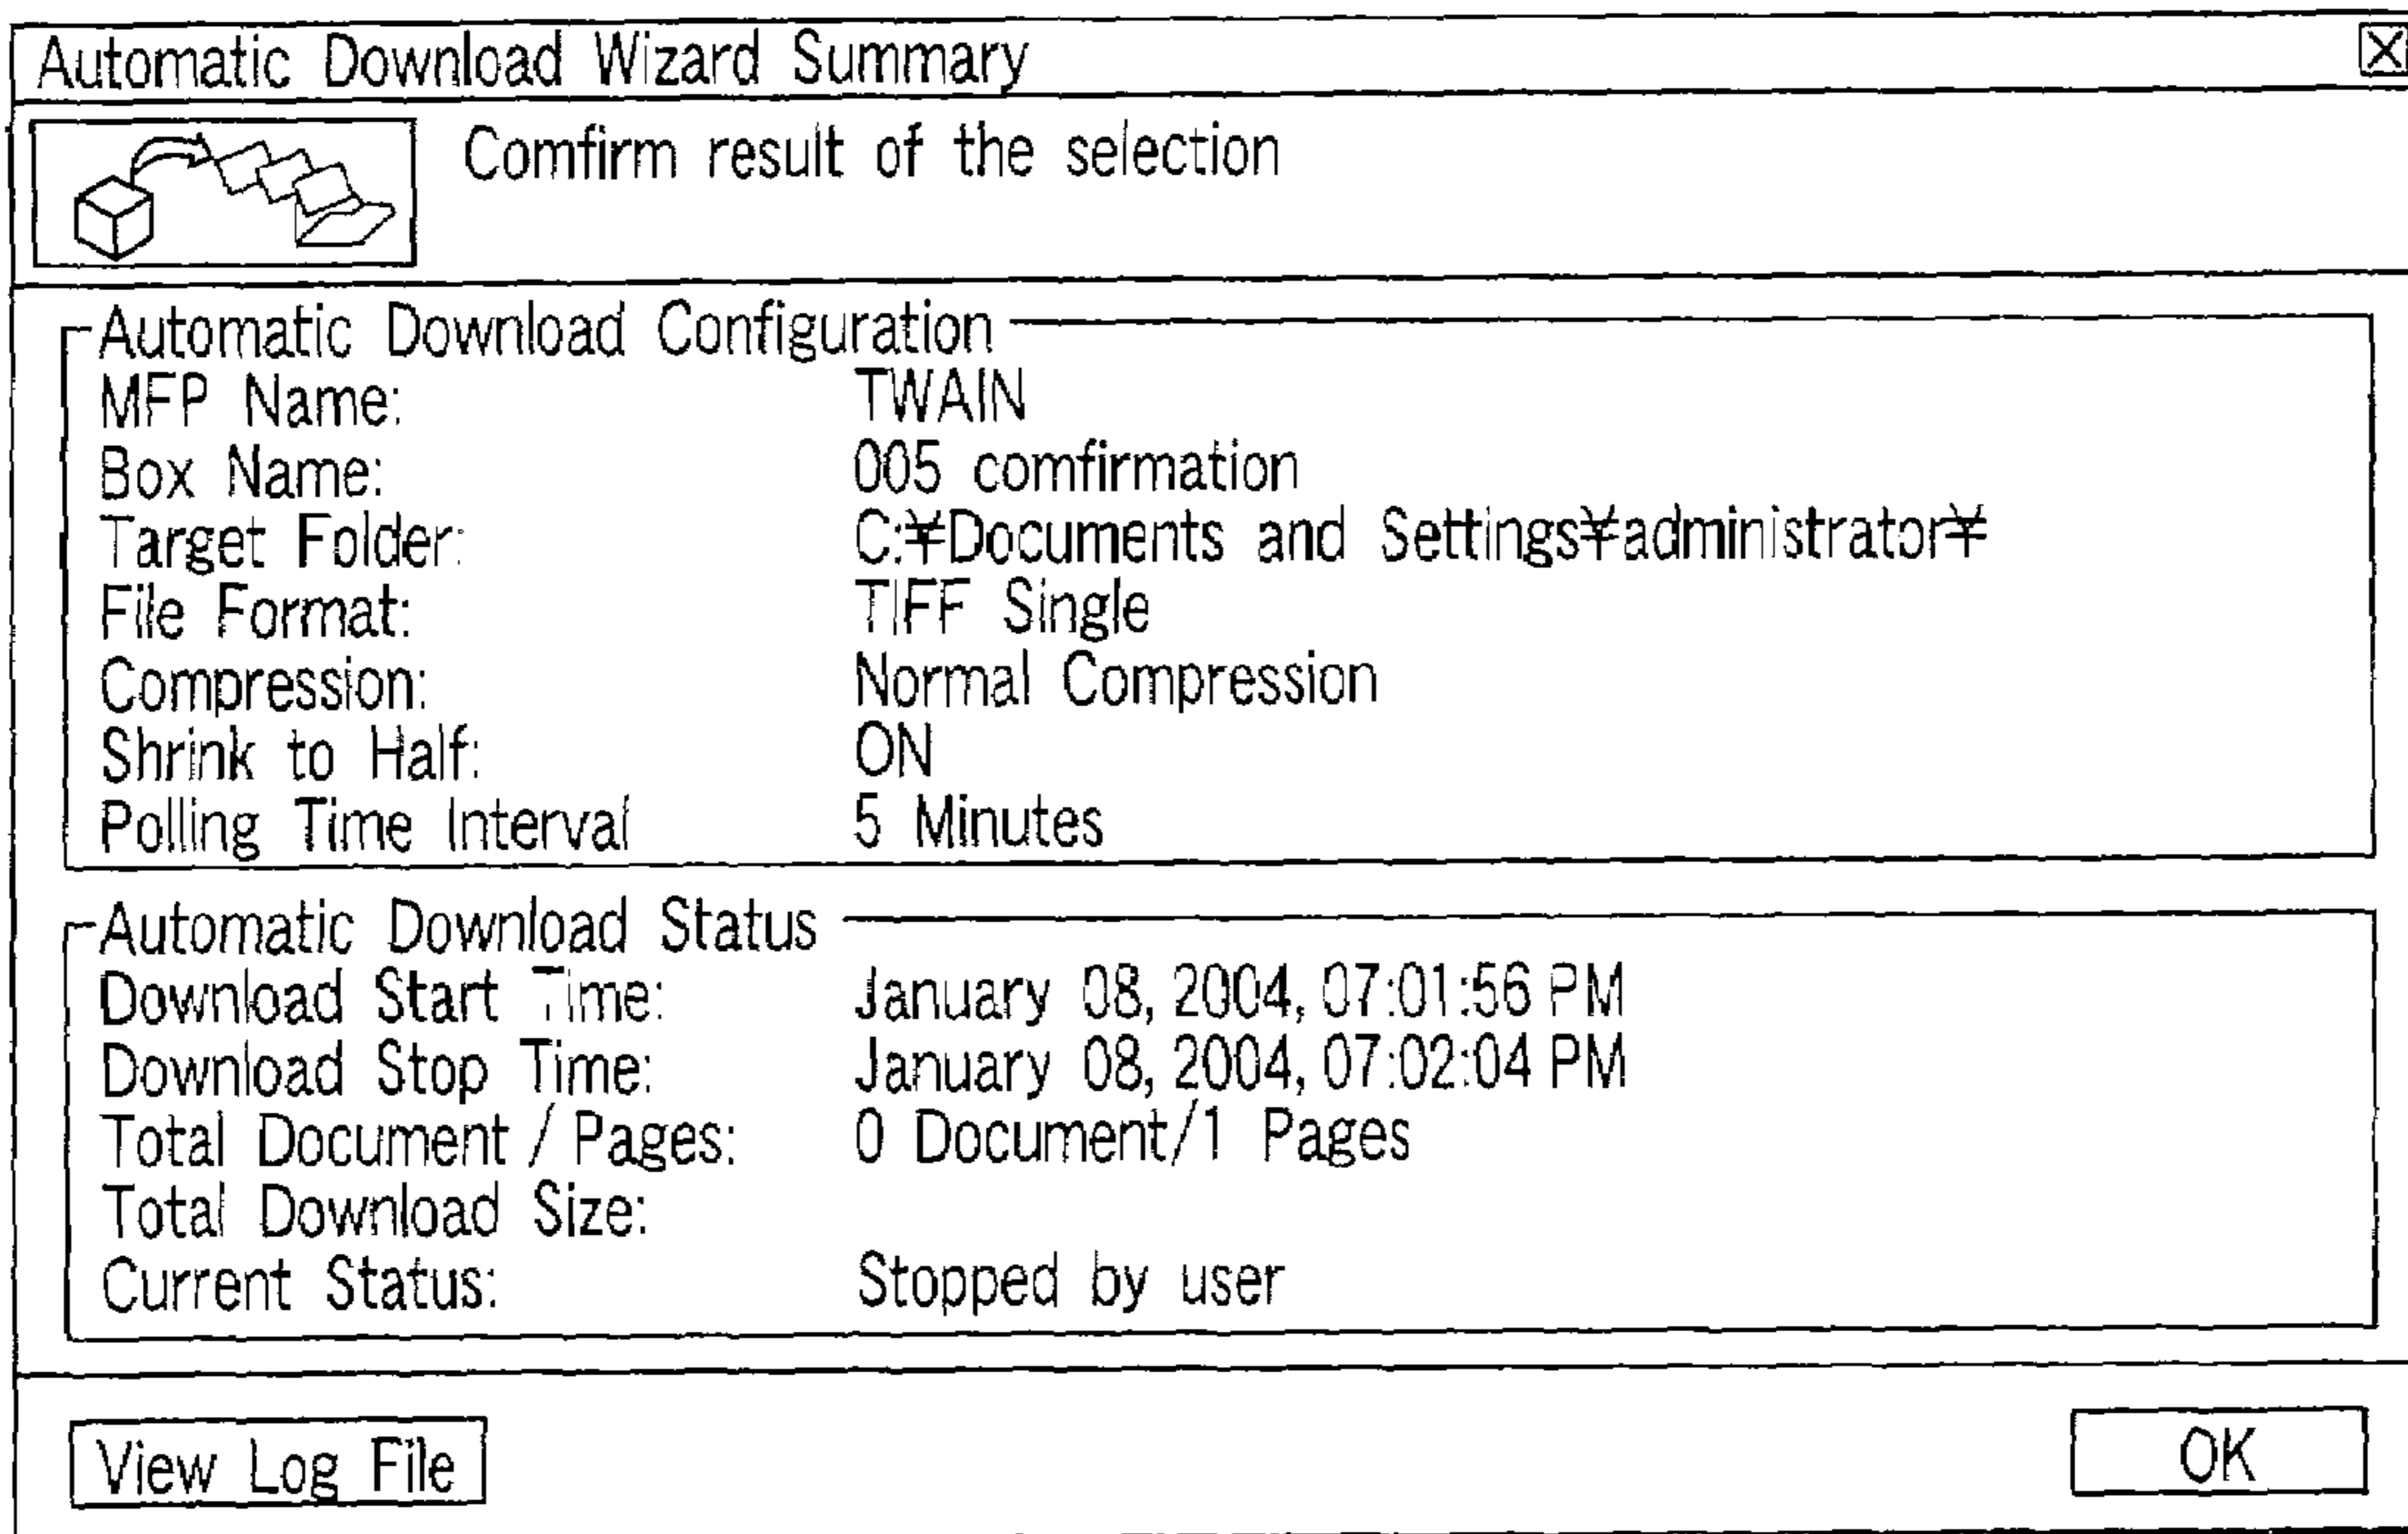 Automatic Download Wizard Summary
Comfirm result of the selection
Automatic Download Configuration
MFP Name: TWAIN
Box Name: 005 comfirmation
Target Folder: C:¥Documents and Settings¥administrator¥
File Format: TIFF Single
Compression: Normal Compression
Shrink to Half: ON
Polling Time Interval 5 Minutes
Automatic Download Status
Download Start Time: January 08, 2004, 07:01:56 PM
Download Stop Time: January 08, 2004, 07:02:04 PM
Total Document / Pages: 0 Document/1 Pages
Total Download Size:
Current Status: Stopped by user
View Log File OK